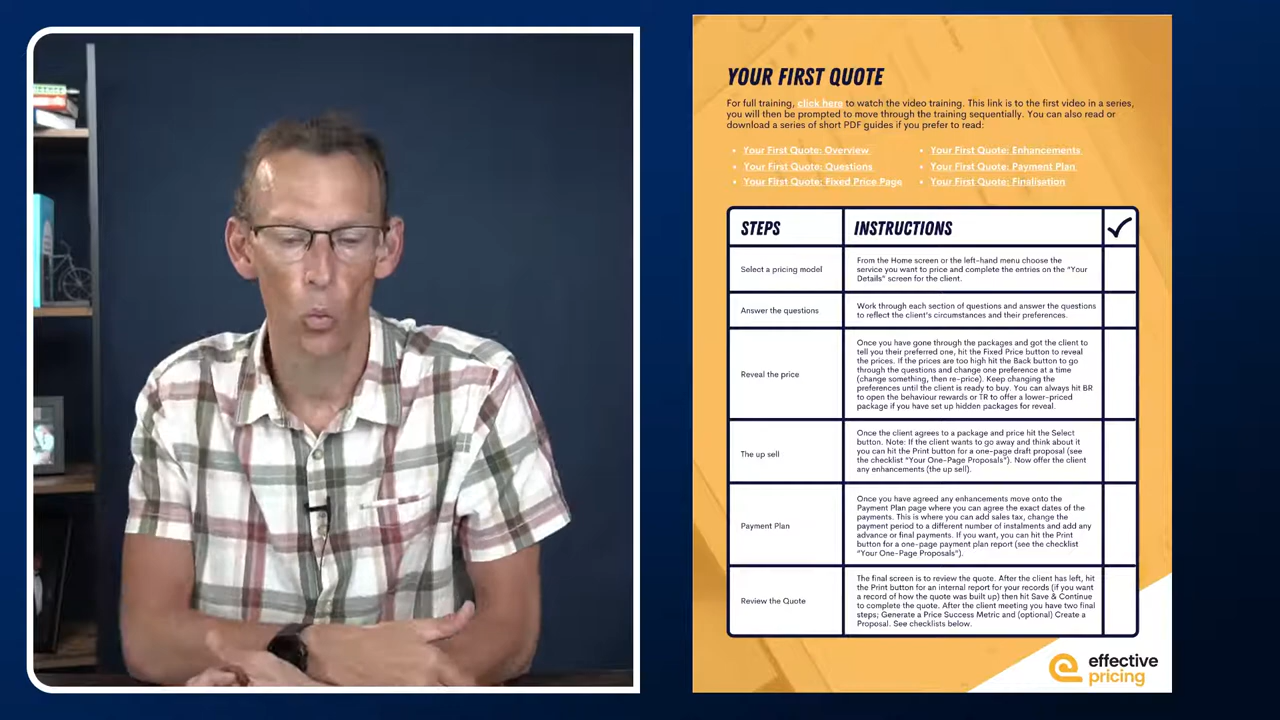 YOUR FIRST QUOTE
For full training, click here to watch the video training. This link is to the first video in a series,
you will then be prompted to move through the training sequentially. You can also read or
download a series of short PDF guides if you prefer to read:
• Your First Quote: Overview
• Your First Quote: Questions
• Your First Quote: Fixed Price Page
• Your First Quote: Enhancements
• Your First Quote: Payment Plan
• Your First Quote: Finalisation
STEPS
INSTRUCTIONS
Select a pricing model
From the Home screen or the left-hand menu choose the
service you want to price and complete the entries on the “Your
Details” screen for the client.
Answer the questions
Work through each section of questions and answer the questions
to reflect the client's circumstances and their preferences.
Reveal the price
Once you have gone through the packages and got the client to
tell you their preferred one, hit the Fixed Price button to reveal
the prices. If the prices are too high hit the Back button to go
through the questions and change one preference at a time
(change something, then re-price). Keep changing the
preferences until the client is ready to buy. You can always hit BR
to open the behaviour rewards or TR to offer a lower-priced
package if you have set up hidden packages for reveal.
The up sell
Once the client agrees to a package and price hit the Select
button. Note: If the client wants to go away and think about it
you can hit the Print button for a one-page draft proposal (see
the checklist “Your One-Page Proposals”). Now offer the client
any enhancements (the up sell).
Payment Plan
Once you have agreed any enhancements move onto the
Payment Plan page where you can agree the exact dates of the
payments. This is where you can add sales tax, change the
payment period to a different number of instalments and add any
advance or final payments. If you want, you can hit the Print
button for a one-page payment plan report (see the checklist
“Your One-Page Proposals”).
Review the Quote
The final screen is to review the quote. After the client has left, hit
the Print button for an internal report for your records (if you want
a record of how the quote was built up) then hit Save & Continue
to complete the quote. After the client meeting you have two final
steps; Generate a Price Success Metric and (optional) Create a
Proposal. See checklists below.
effective
pricing